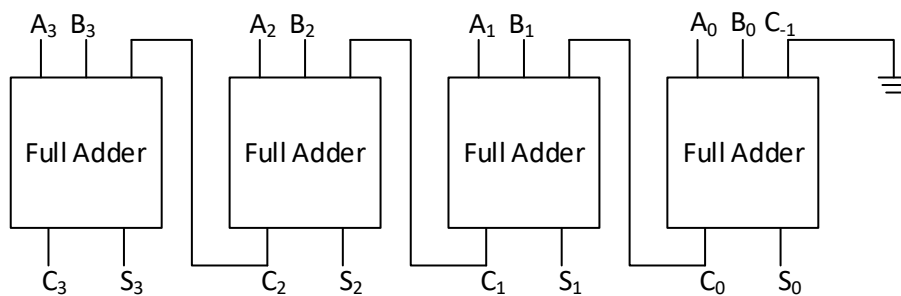 A₃ B₃ A₂ B₂ A₁ B₁ A₀ B₀ C₋₁
Full Adder Full Adder Full Adder Full Adder
C₃ S₃ C₂ S₂ C₁ S₁ C₀ S₀